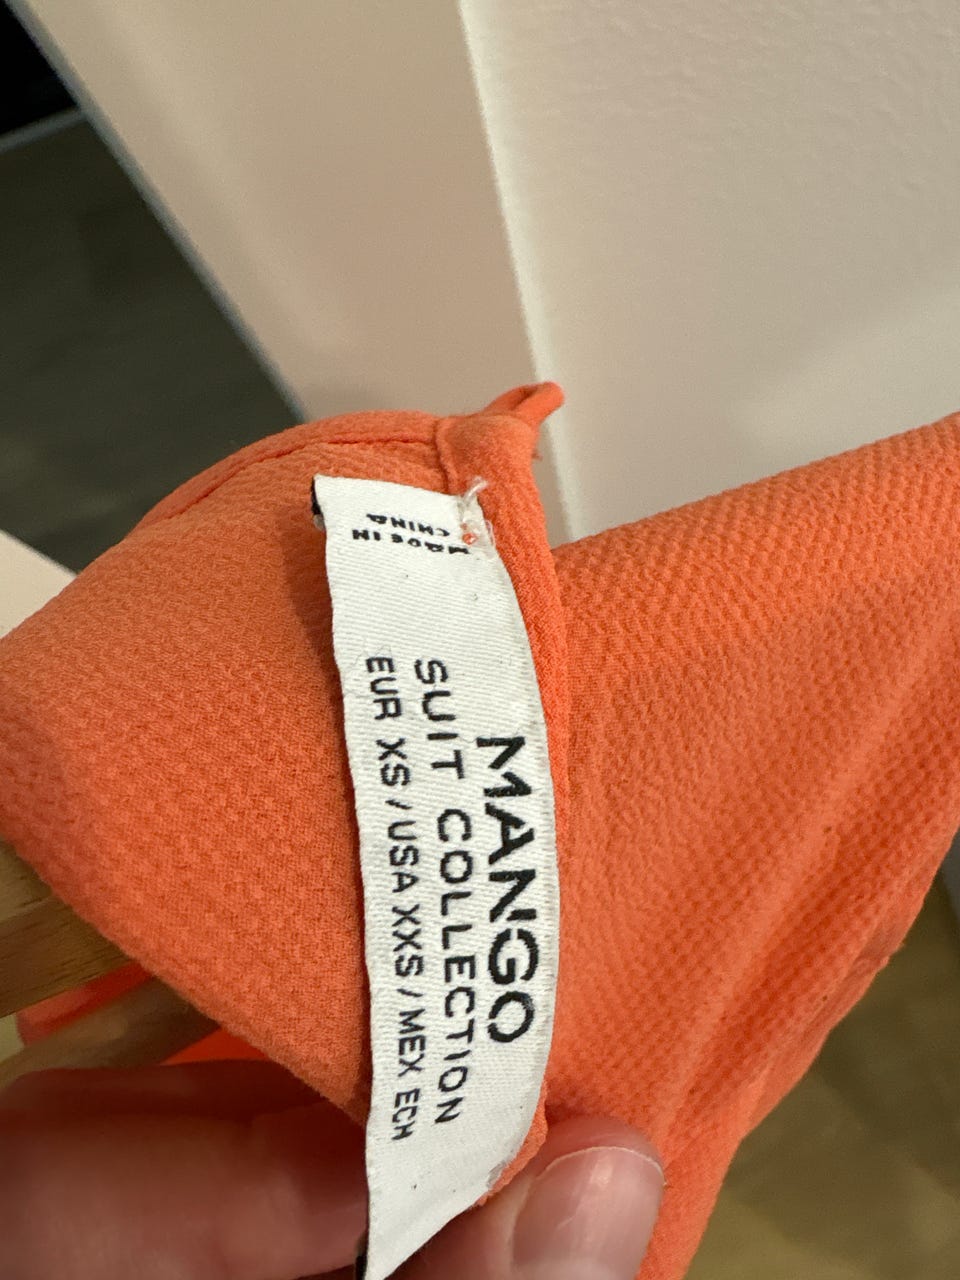 MANGO
SUIT COLLECTION
EUR XS / USA XXS / MEX ECH
MADE IN
CHINA